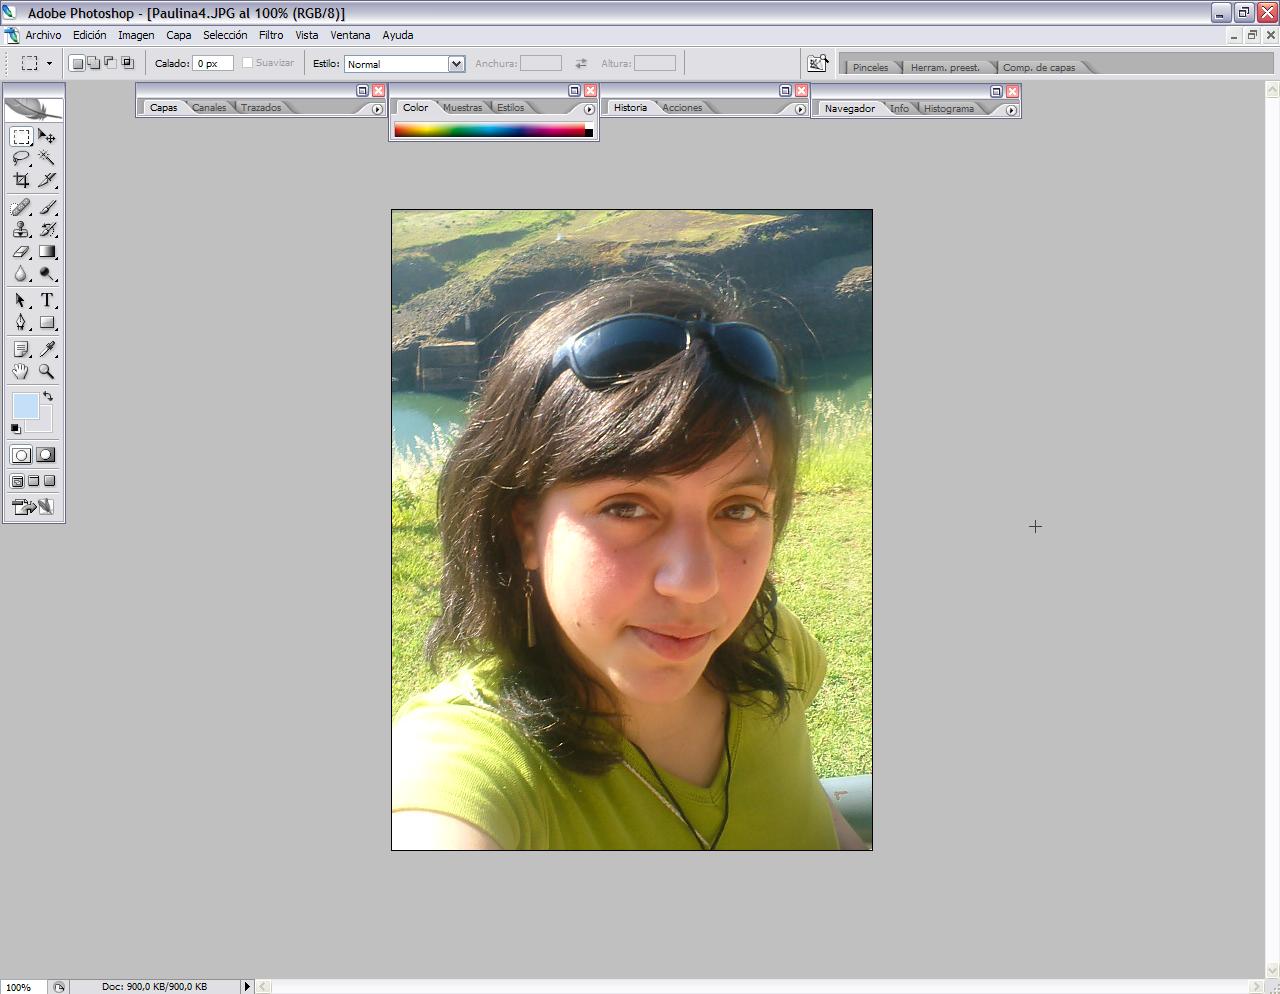 Adobe Photoshop - [Paulina4.JPG al 100% (RGB/8)]
Archivo Edición Imagen Capa Selección Filtro Vista Ventana Ayuda
Calado: 0 px Suavizar Estilo: Normal Anchura: Altura: Pinceles Herram. preest. Comp. de capas
Capas Canales Trazados Color Muestras Estilos Historia Acciones Navegador Info Histograma
T
100% Doc: 900,0 KB/900,0 KB